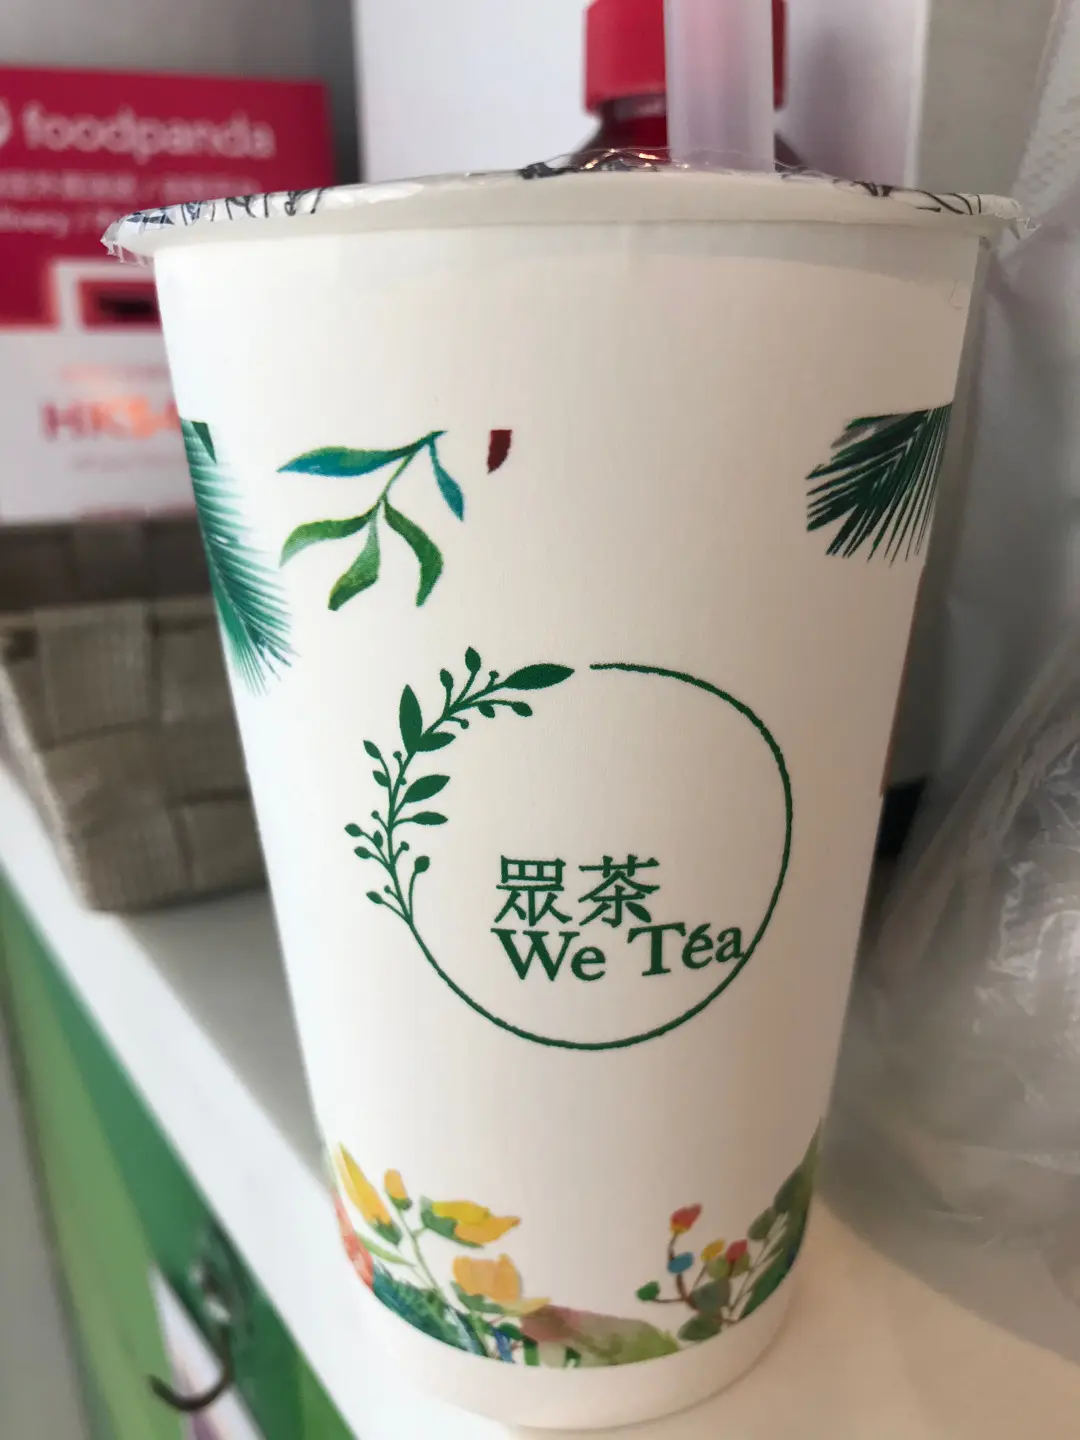 foodpanda
眾茶
We Téa